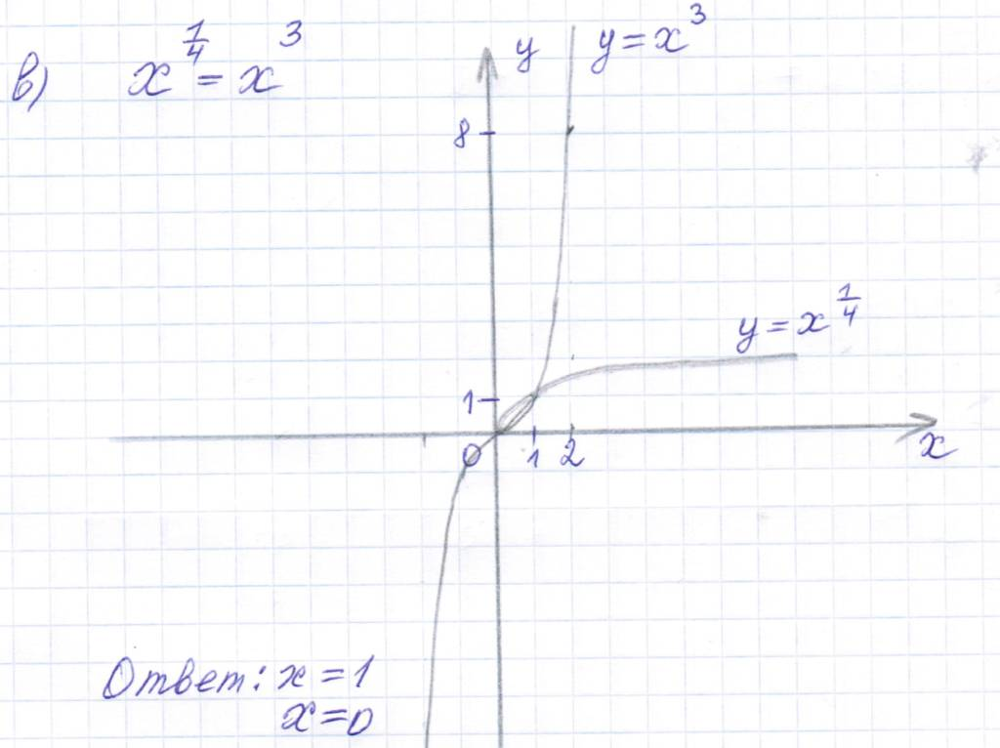 в) x^{1/4} = x^3
y
y = x^3
8
y = x^{1/4}
1
0 1 2 x
Ответ: x = 1
x = 0